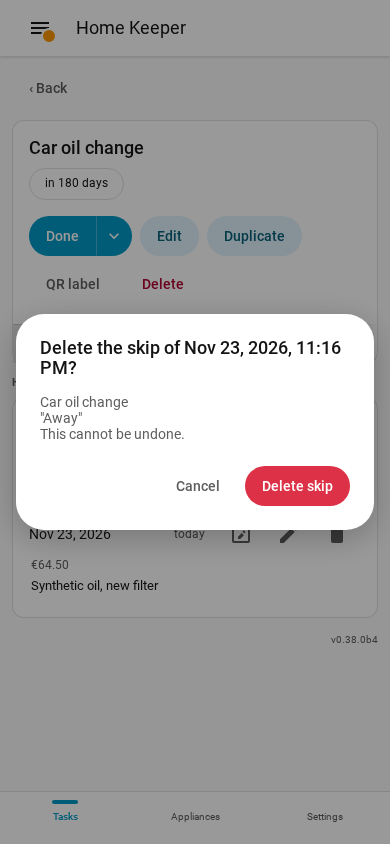 Home Keeper
‹ Back
Car oil change
in 180 days
Done
Edit
Duplicate
QR label
Delete
Delete the skip of Nov 23, 2026, 11:16
PM?
Car oil change
"Away"
This cannot be undone.
Cancel
Delete skip
Nov 23, 2026
today
€64.50
Synthetic oil, new filter
v0.38.0b4
Tasks
Appliances
Settings